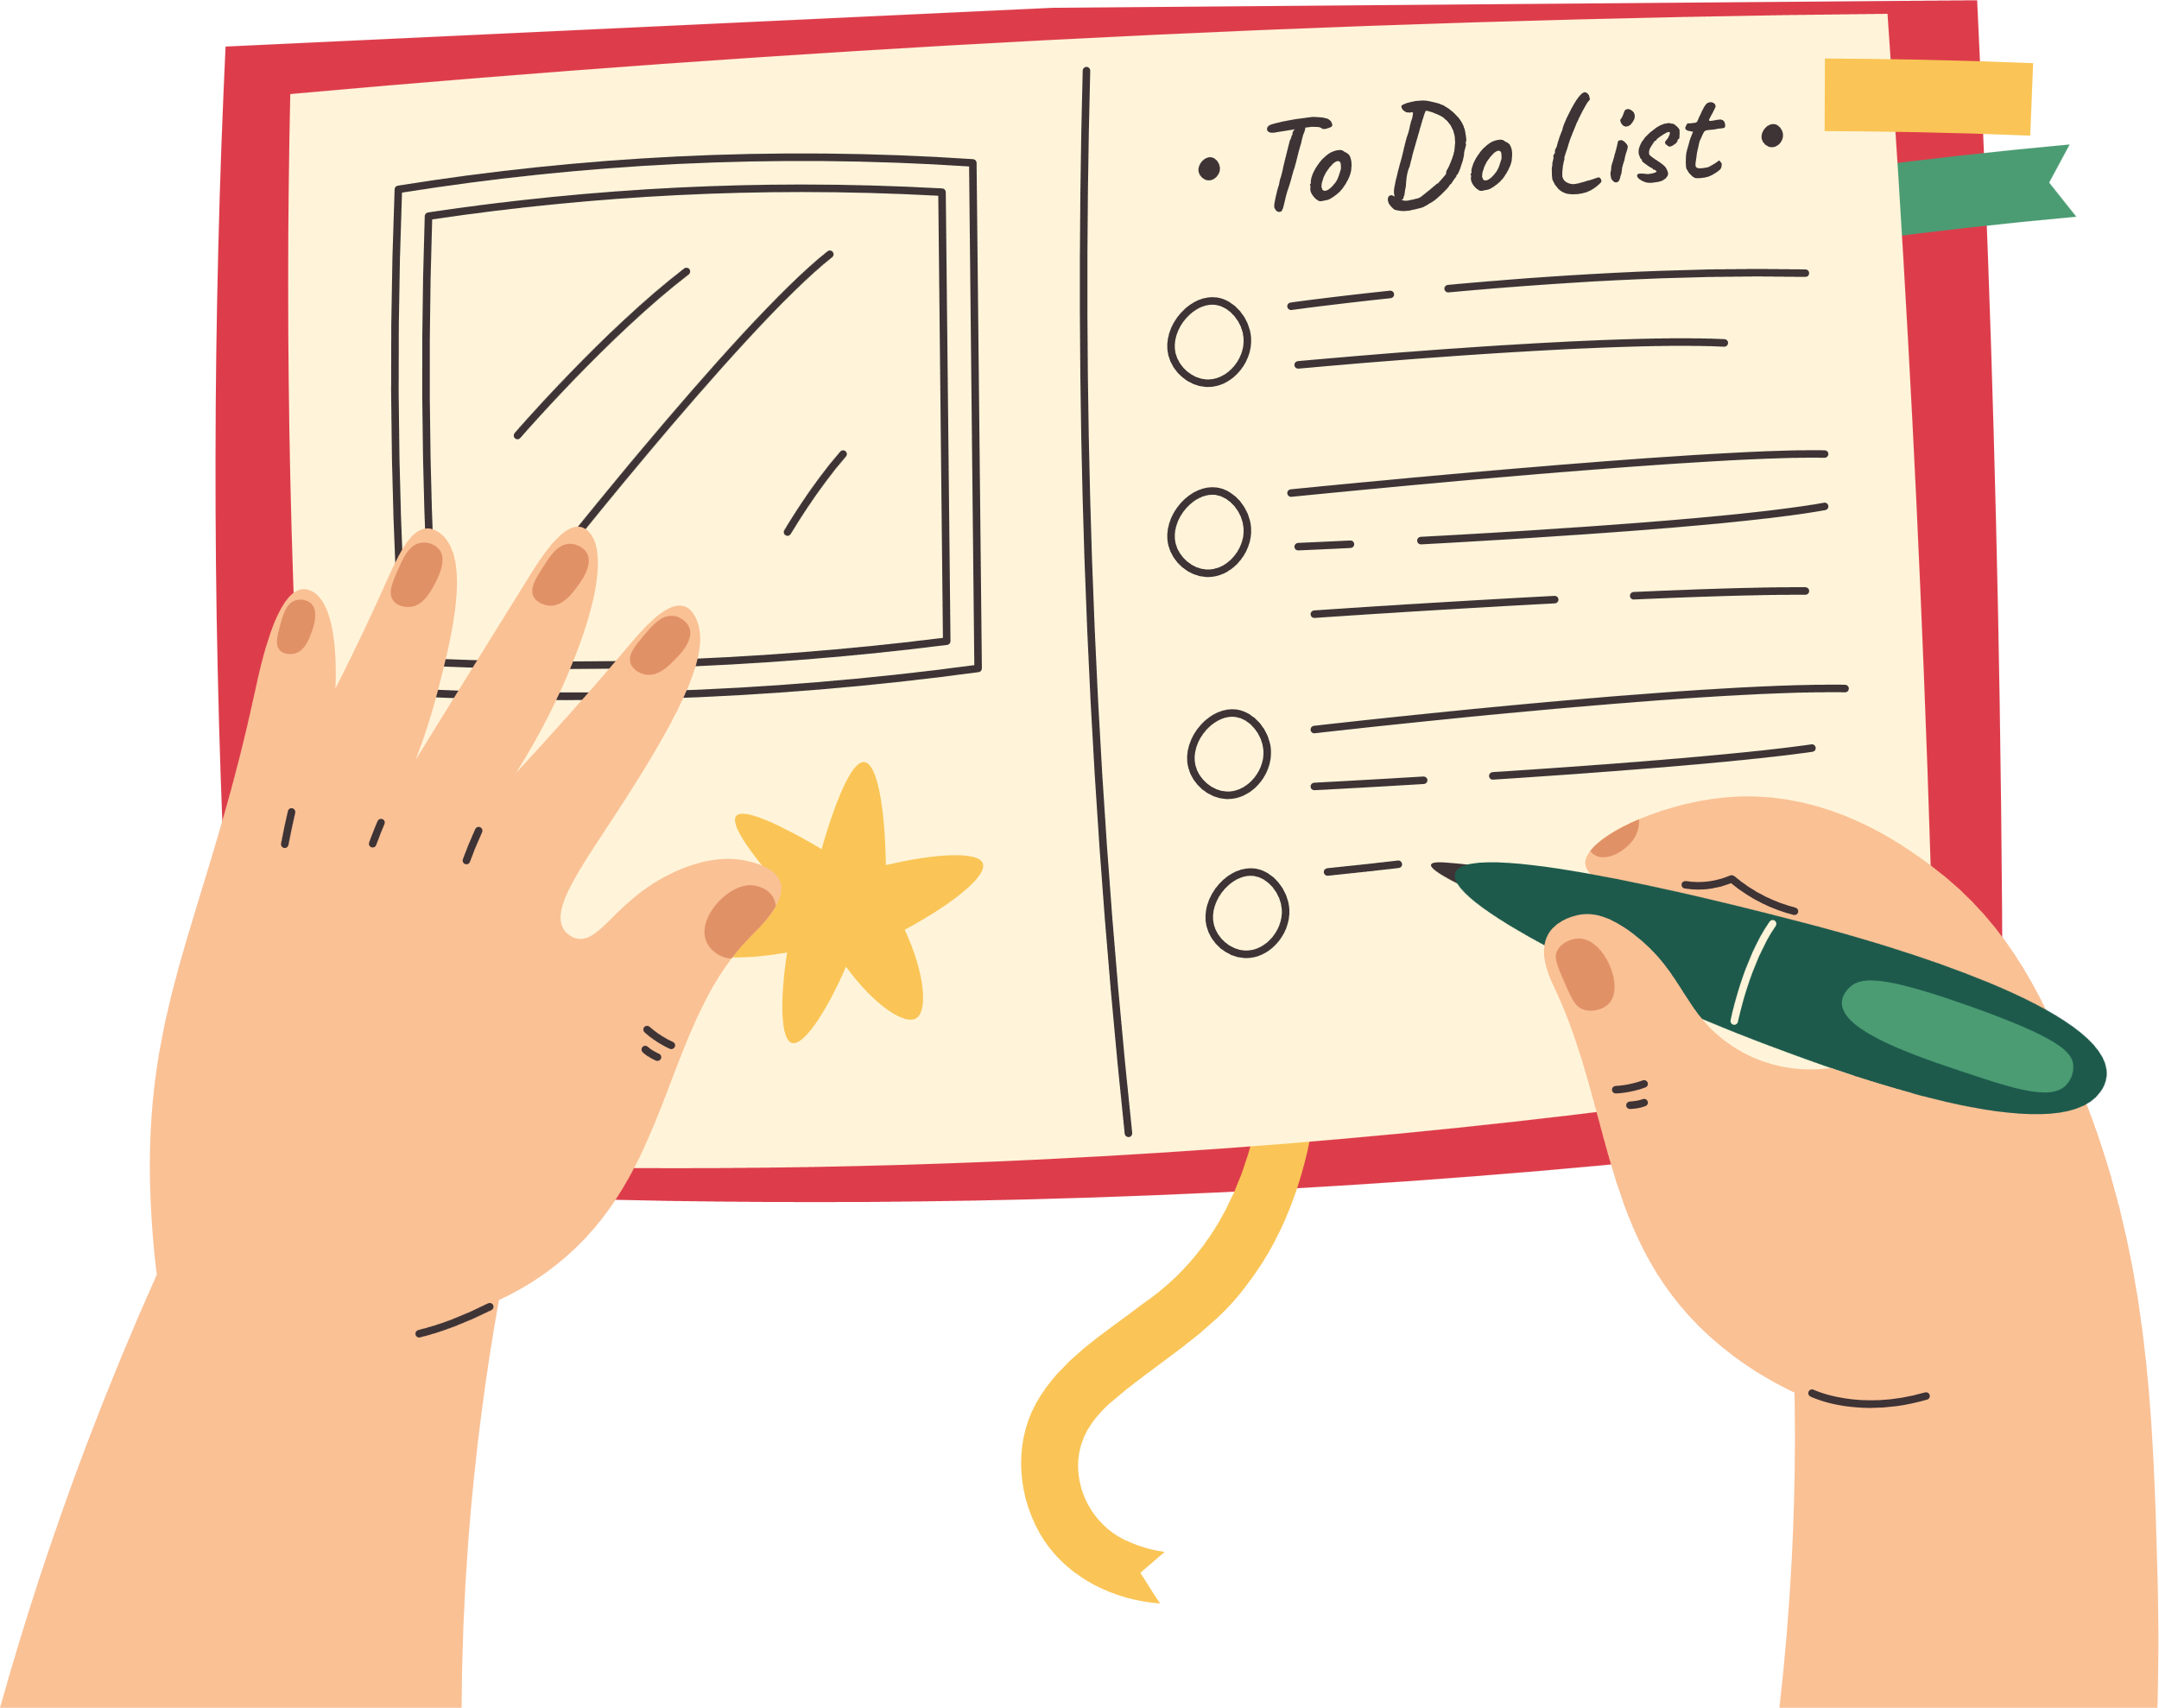 • To Do List •